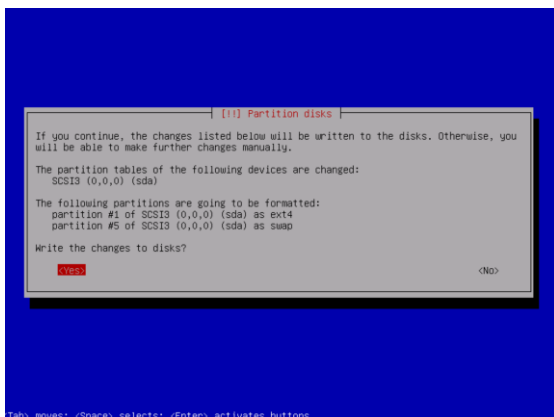 [!!] Partition disks
If you continue, the changes listed below will be written to the disks. Otherwise, you
will be able to make further changes manually.
The partition tables of the following devices are changed:
SCSI3 (0,0,0) (sda)
The following partitions are going to be formatted:
partition #1 of SCSI3 (0,0,0) (sda) as ext4
partition #5 of SCSI3 (0,0,0) (sda) as swap
Write the changes to disks?
<Yes> <No>
<Tab> moves; <Space> selects; <Enter> activates buttons